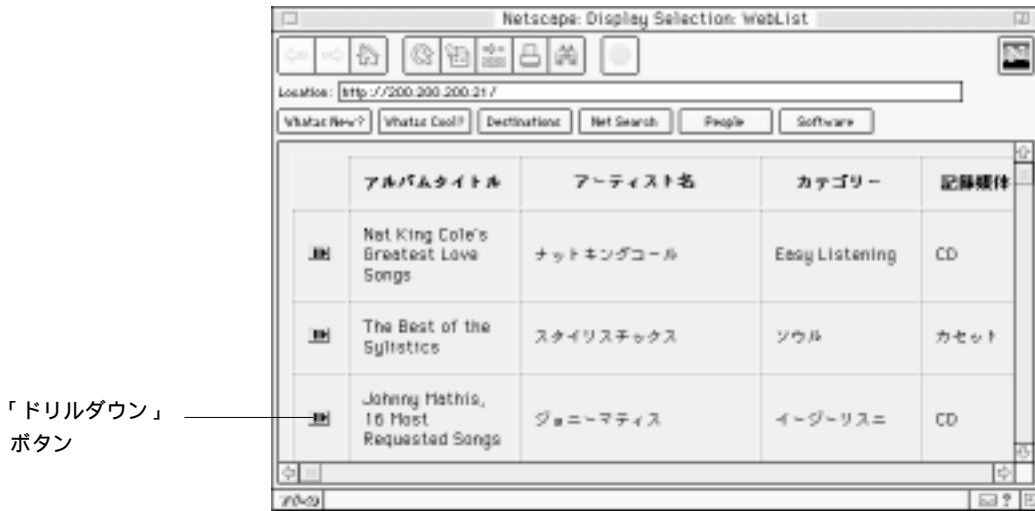 Netscape: Display Selection: WebList
Location: http://200.200.200.21/
What's New? What's Cool? Destinations Net Search People Software
アルバムタイトル アーティスト名 カテゴリー 記録媒体
Nat King Cole's
Greatest Love
Songs
ナットキングコール Easy Listening CD
The Best of the
Sylistics
スタイリスチックス ソウル カセット
「ドリルダウン」
ボタン
Johnny Mathis,
16 Most
Requested Songs
ジョニーマティス イージーリスニ CD